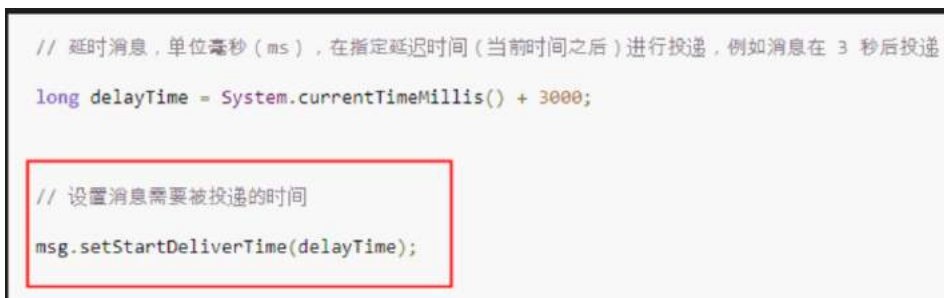 // 延时消息，单位毫秒（ms），在指定延迟时间（当前时间之后）进行投递，例如消息在 3 秒后投递
long delayTime = System.currentTimeMillis() + 3000;
// 设置消息需要被投递的时间
msg.setStartDeliverTime(delayTime);